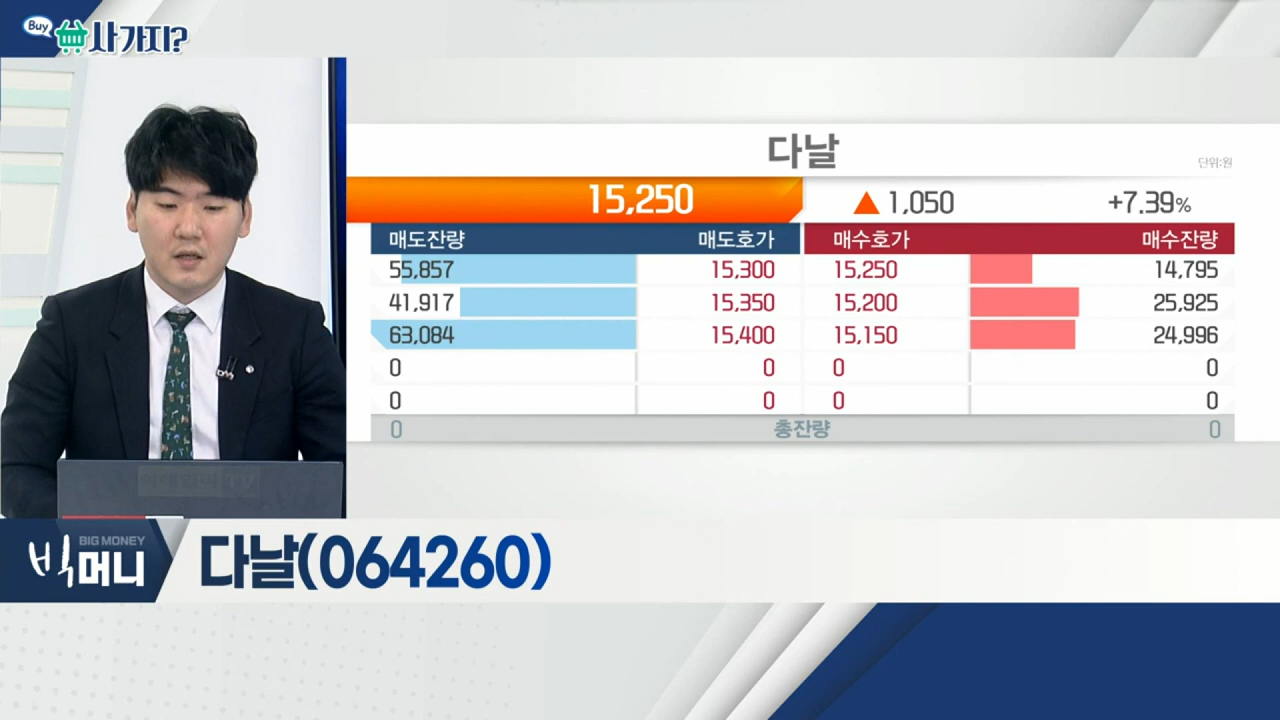 Buy
사가지?
다날
단위:원
15,250 ▲ 1,050 +7.39%
매도잔량 매도호가 매수호가 매수잔량
55,857 15,300 15,250 14,795
41,917 15,350 15,200 25,925
63,084 15,400 15,150 24,996
0 0 0 0
0 0 0 0
0 총잔량 0
BIG MONEY
빅머니
다날(064260)